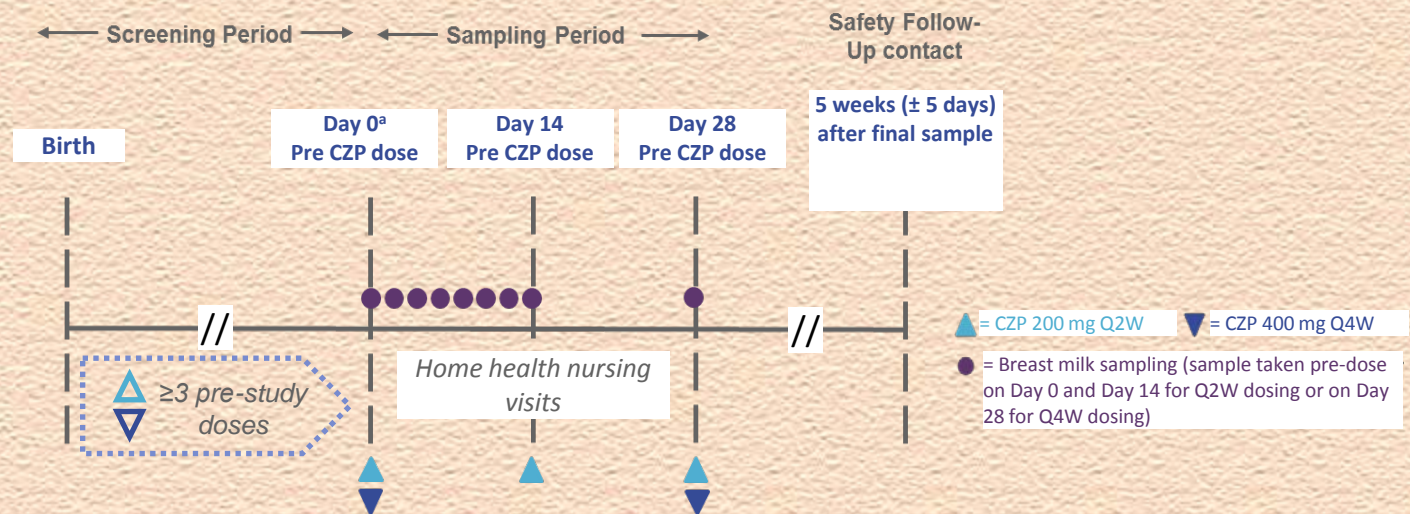 Screening Period
Sampling Period
Safety Follow-
Up contact
Birth
Day 0ᵃ
Pre CZP dose
Day 14
Pre CZP dose
Day 28
Pre CZP dose
5 weeks (± 5 days)
after final sample
//
//
≥3 pre-study
doses
Home health nursing
visits
= CZP 200 mg Q2W
= CZP 400 mg Q4W
= Breast milk sampling (sample taken pre-dose
on Day 0 and Day 14 for Q2W dosing or on Day
28 for Q4W dosing)